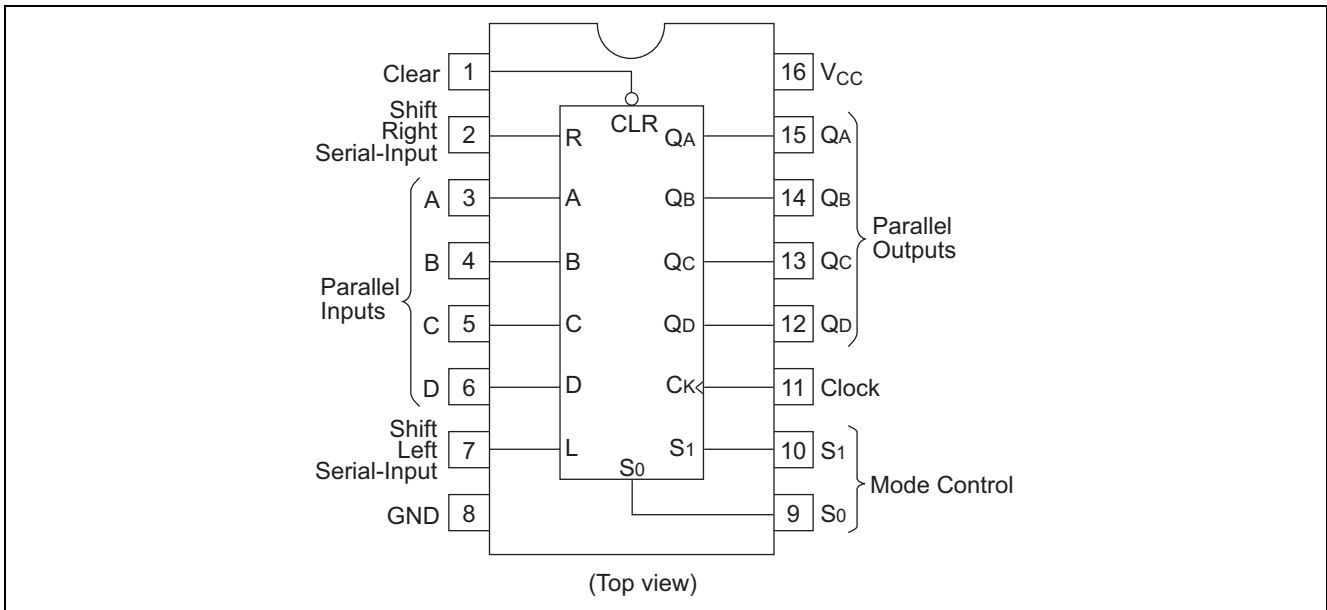 Clear 1
16 VCC
CLR
Shift
Right
Serial-Input
2 R QA 15 QA
A 3 A QB 14 QB
Parallel
Outputs
B 4 B QC 13 QC
Parallel
Inputs
C 5 C QD 12 QD
D 6 D CK 11 Clock
Shift
Left
Serial-Input
7 L S1 10 S1
S0
Mode Control
GND 8
9 S0
(Top view)